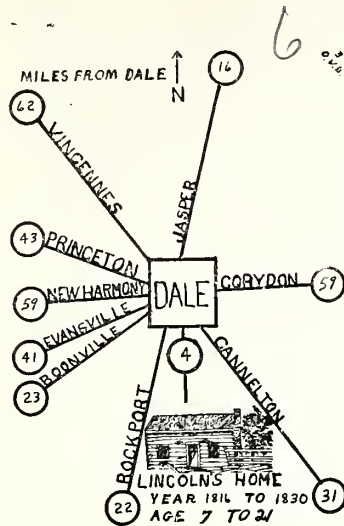 6
MILES FROM DALE
N
16
62
VINCENNES
JASPER
43
PRINCETON
59
NEW HARMONY
DALE
CORYDON
59
41
EVANSVILLE
4
23
BOONVILLE
ROCKPORT
CANNELTON
LINCOLN'S HOME
22
YEAR 1816 TO 1830
31
AGE 7 TO 21